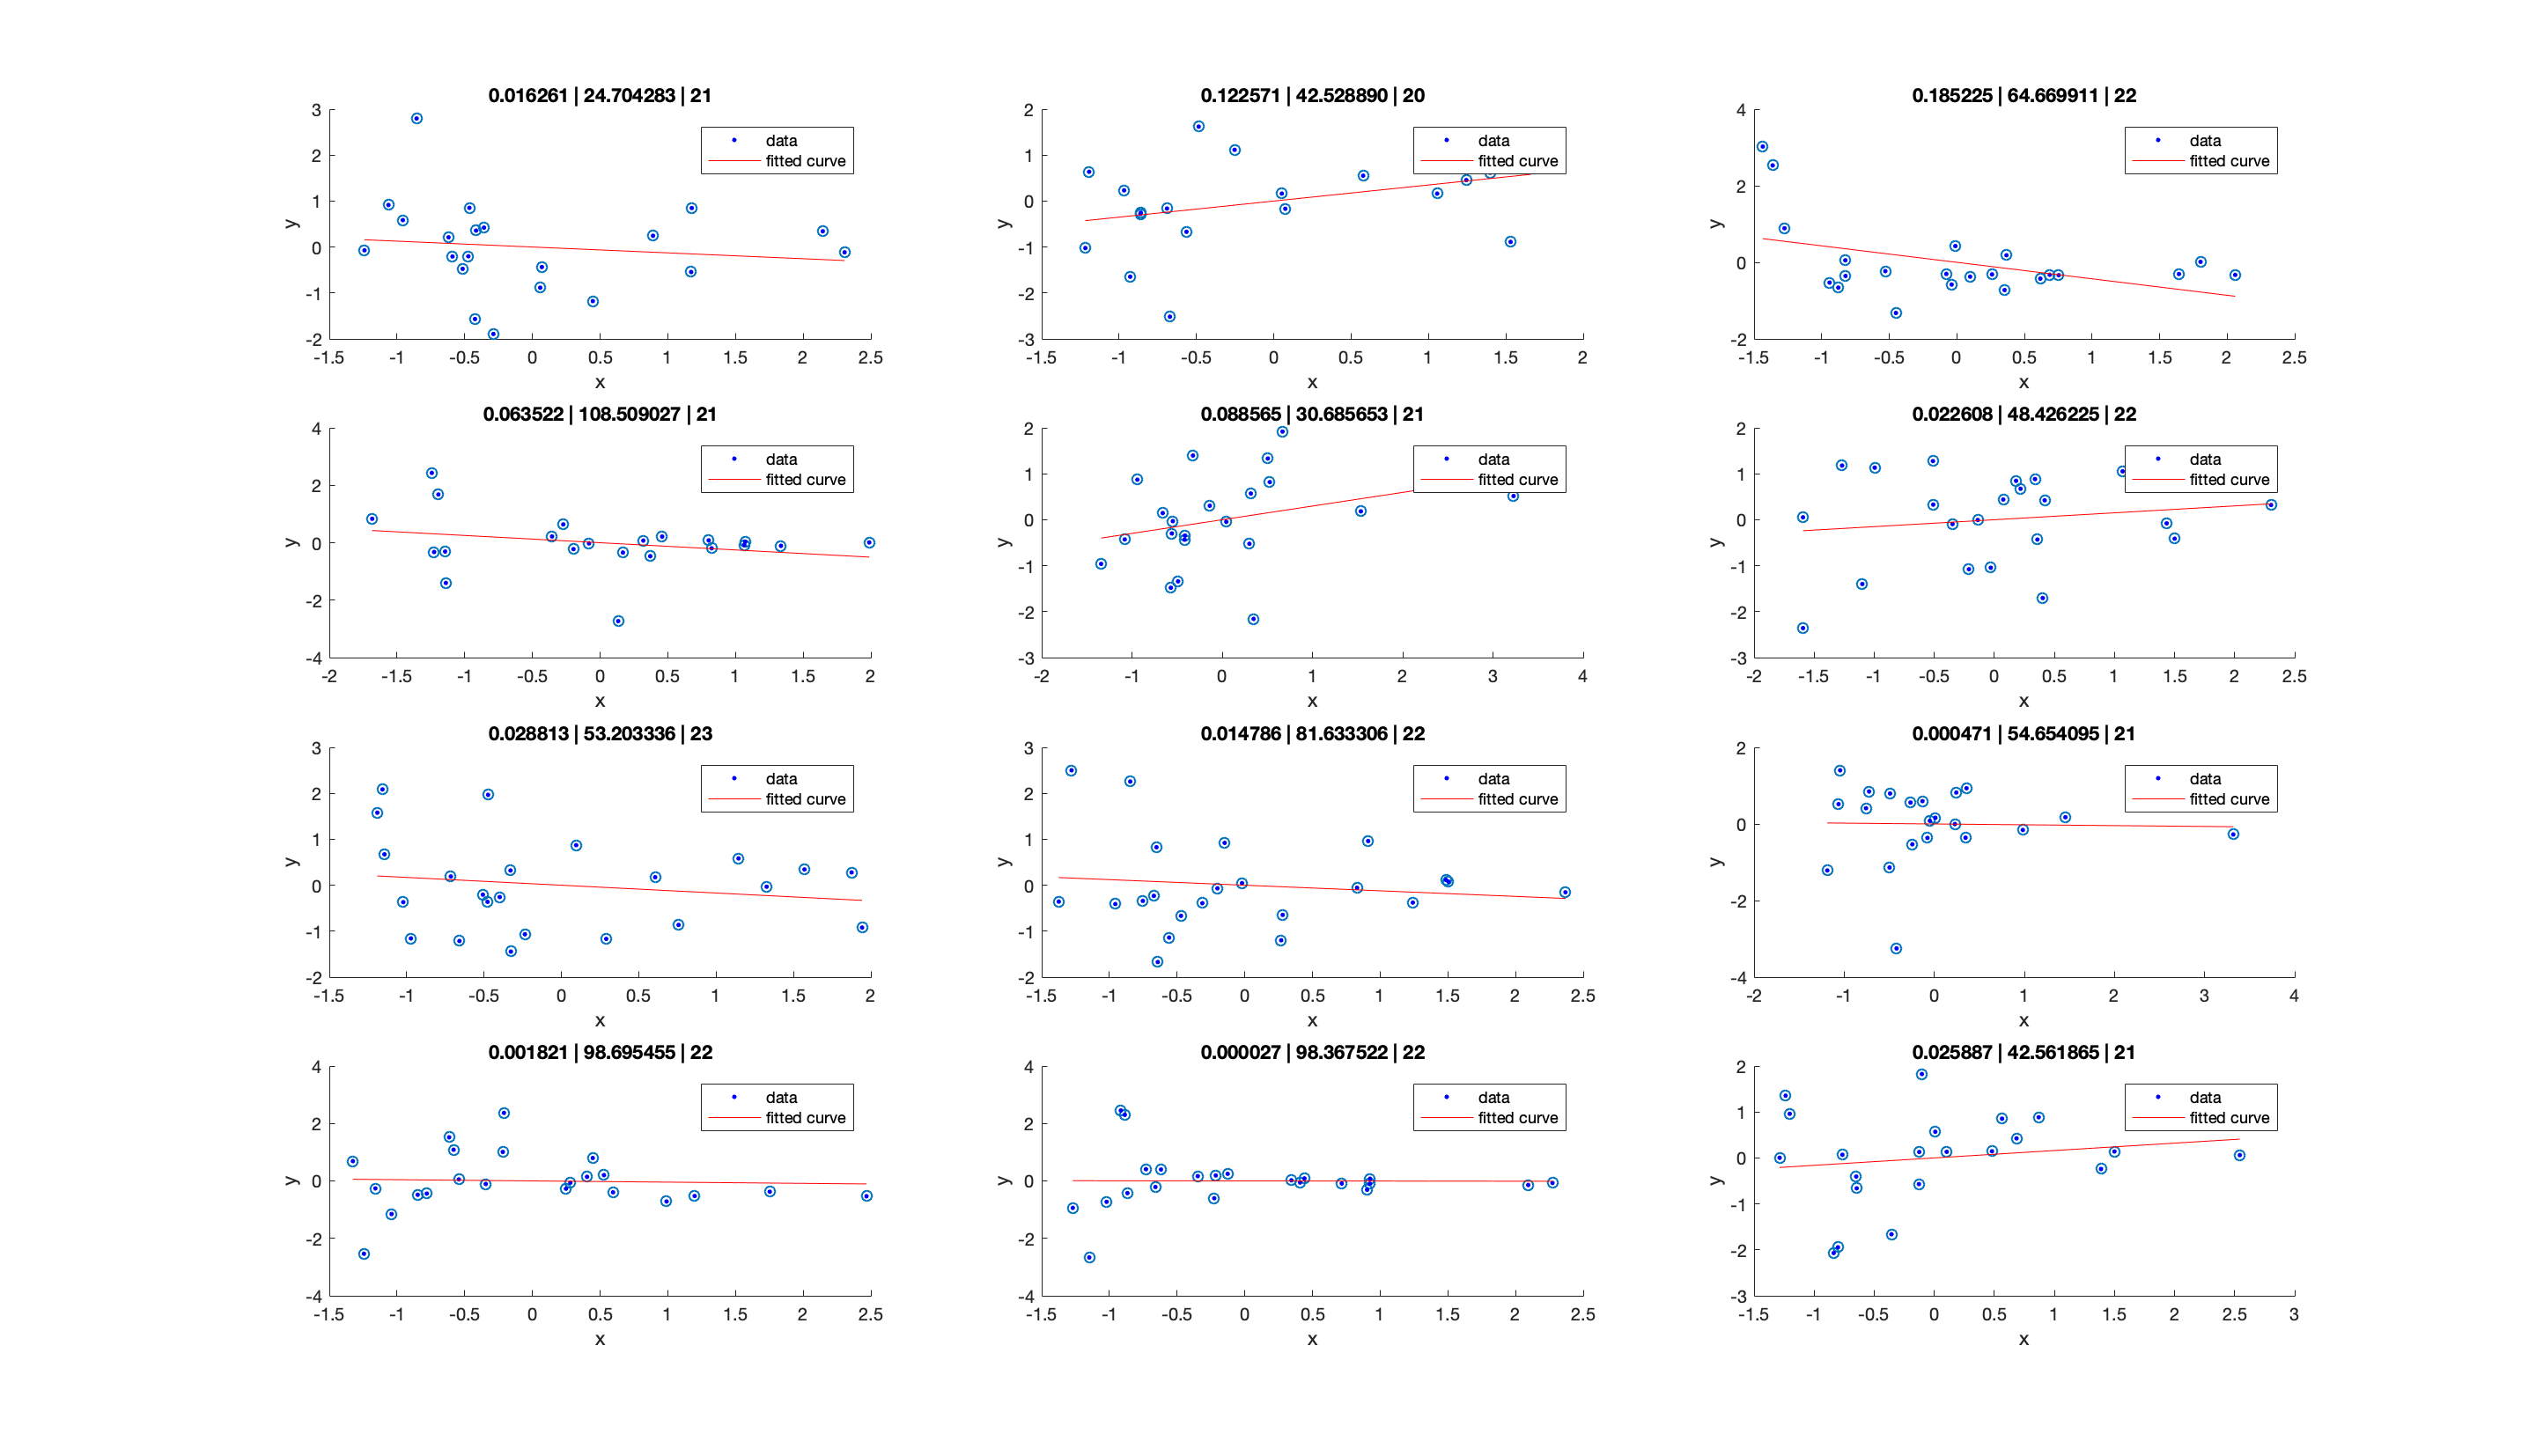 0.016261 | 24.704283 | 21
3
2
1
0
-1
-2
y
data
fitted curve
-1.5 -1 -0.5 0 0.5 1 1.5 2 2.5
x
0.122571 | 42.528890 | 20
2
1
0
-1
-2
-3
y
data
fitted curve
-1.5 -1 -0.5 0 0.5 1 1.5 2
x
0.185225 | 64.669911 | 22
4
2
0
-2
y
data
fitted curve
-1.5 -1 -0.5 0 0.5 1 1.5 2 2.5
x
0.063522 | 108.509027 | 21
4
2
0
-2
-4
y
data
fitted curve
-2 -1.5 -1 -0.5 0 0.5 1 1.5 2
x
0.088565 | 30.685653 | 21
2
1
0
-1
-2
-3
y
data
fitted curve
-2 -1 0 1 2 3 4
x
0.022608 | 48.426225 | 22
2
1
0
-1
-2
-3
y
data
fitted curve
-2 -1.5 -1 -0.5 0 0.5 1 1.5 2 2.5
x
0.028813 | 53.203336 | 23
3
2
1
0
-1
-2
y
data
fitted curve
-1.5 -1 -0.5 0 0.5 1 1.5 2
x
0.014786 | 81.633306 | 22
3
2
1
0
-1
-2
y
data
fitted curve
-1.5 -1 -0.5 0 0.5 1 1.5 2 2.5
x
0.000471 | 54.654095 | 21
2
0
-2
-4
y
data
fitted curve
-2 -1 0 1 2 3 4
x
0.001821 | 98.695455 | 22
4
2
0
-2
-4
y
data
fitted curve
-1.5 -1 -0.5 0 0.5 1 1.5 2 2.5
x
0.000027 | 98.367522 | 22
4
2
0
-2
-4
y
data
fitted curve
-1.5 -1 -0.5 0 0.5 1 1.5 2 2.5
x
0.025887 | 42.561865 | 21
2
1
0
-1
-2
-3
y
data
fitted curve
-1.5 -1 -0.5 0 0.5 1 1.5 2 2.5 3
x